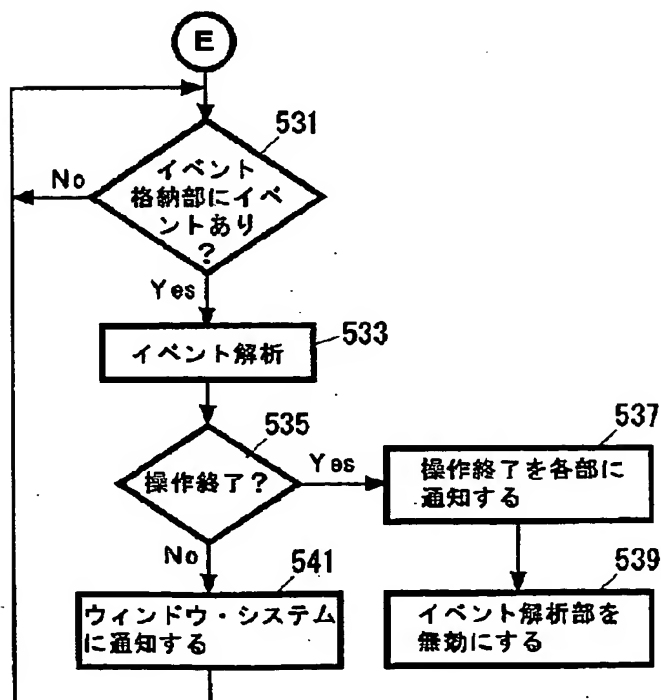 E
531
イベント
格納部にイベ
ントあり
?
No
Yes
イベント解析
533
535
操作終了?
Yes
537
操作終了を各部に
通知する
No
541
ウィンドウ・システム
に通知する
539
イベント解析部を
無効にする